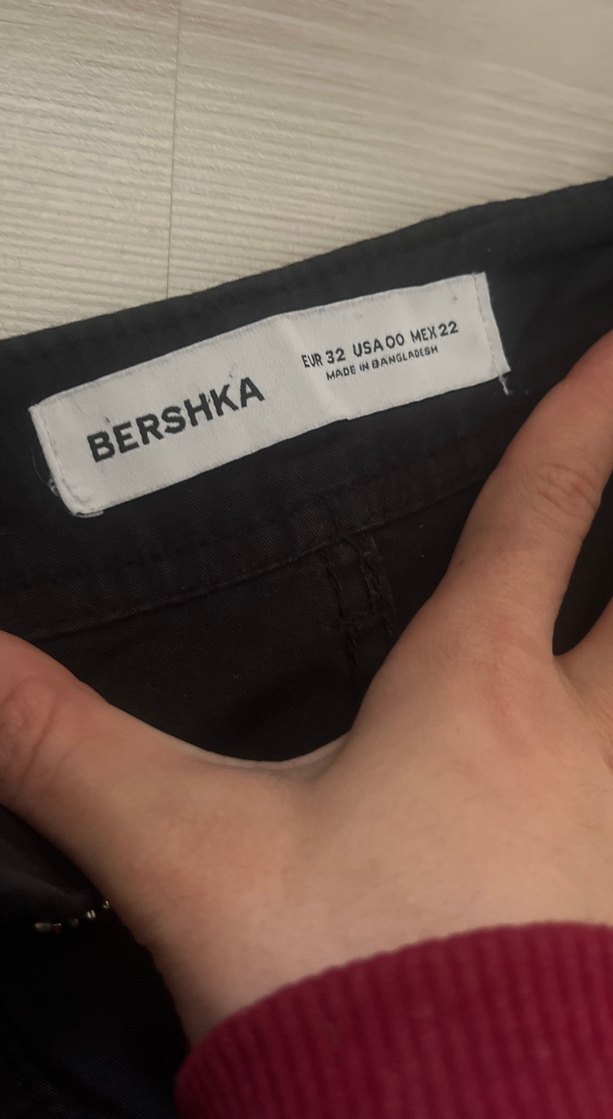 BERSHKA
EUR 32 USA 00 MEX 22
MADE IN BANGLADESH